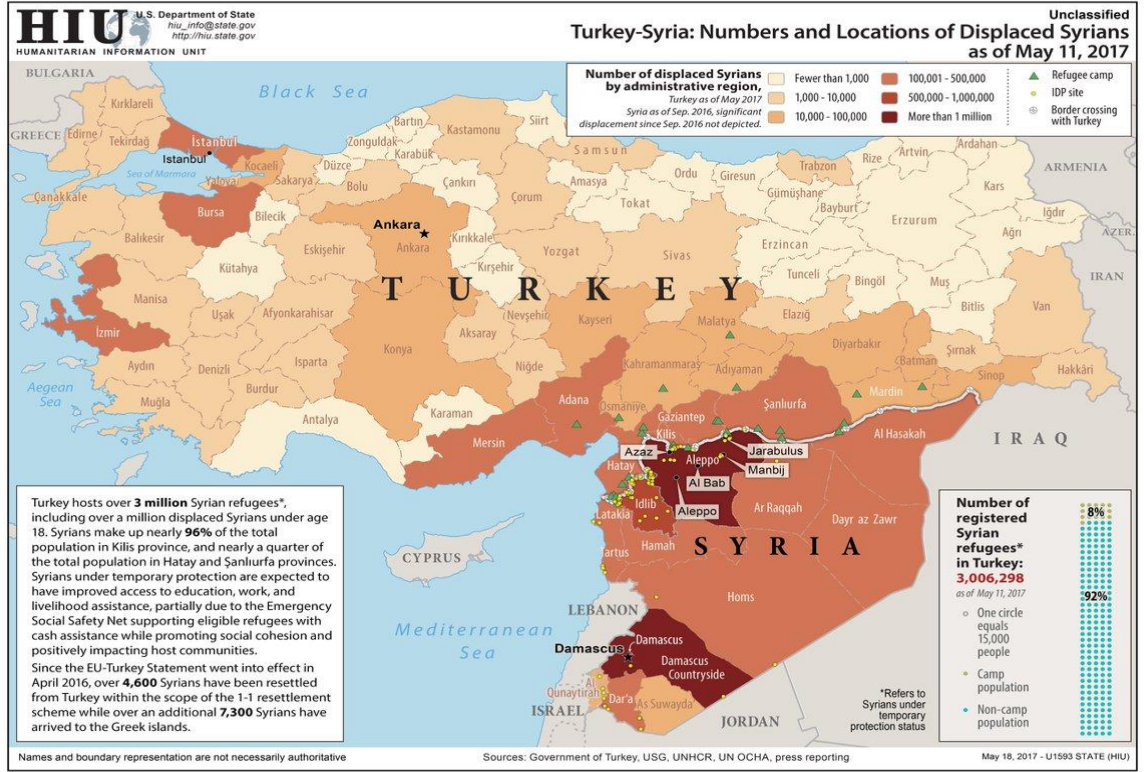 HIU
HUMANITARIAN INFORMATION UNIT
U.S. Department of State
hiu_info@state.gov
http://hiu.state.gov
Unclassified
Turkey-Syria: Numbers and Locations of Displaced Syrians
as of May 11, 2017
Number of displaced Syrians
by administrative region,
Turkey as of May 2017
Syria as of Sep. 2016, significant
displacement since Sep. 2016 not depicted.
Fewer than 1,000
1,000 - 10,000
10,000 - 100,000
100,001 - 500,000
500,000 - 1,000,000
More than 1 million
Refugee camp
IDP site
Border crossing
with Turkey
BULGARIA
Black Sea
GREECE
Kırklareli
Edirne
Tekirdağ
İstanbul
Istanbul
Sea of Marmara
Kocaeli
Yalova
Sakarya
Düzce
Zonguldak
Bartın
Karabük
Kastamonu
Siirt
Samsun
Bolu
Çankırı
Çorum
Amasya
Tokat
Ordu
Giresun
Trabzon
Gümüşhane
Bayburt
Rize
Artvin
Ardahan
Kars
ARMENIA
Iğdır
AZER.
Ağrı
Erzurum
Erzincan
Tunceli
Bingöl
Muş
Bitlis
Van
IRAN
Çanakkale
Balıkesir
Bursa
Bilecik
Eskişehir
Kütahya
Ankara
Ankara
Kırıkkale
Kırşehir
Yozgat
Sivas
TURKEY
Manisa
Uşak
Afyonkarahisar
İzmir
Aydın
Denizli
Isparta
Burdur
Muğla
Antalya
Konya
Aksaray
Nevşehir
Niğde
Kayseri
Karaman
Mersin
Adana
Malatya
Elazığ
Kahramanmaraş
Adıyaman
Osmaniye
Gaziantep
Kilis
Hatay
Şanlıurfa
Diyarbakır
Batman
Mardin
Şırnak
Sinop
Hakkâri
Aegean
Sea
Azaz
Aleppo
Jarabulus
Manbij
Al Bab
Aleppo
Idlib
Latakia
Tartus
Hamah
Ar Raqqah
Al Hasakah
Dayr az Zawr
SYRIA
Homs
IRAQ
CYPRUS
LEBANON
Mediterranean
Sea
Damascus
Damascus
Damascus
Countryside
Al
Qunaytirah
Dar'a
As Suwayda'
ISRAEL
JORDAN
Turkey hosts over 3 million Syrian refugees*,
including over a million displaced Syrians under age
18. Syrians make up nearly 96% of the total
population in Kilis province, and nearly a quarter of
the total population in Hatay and Şanlıurfa provinces.
Syrians under temporary protection are expected to
have improved access to education, work, and
livelihood assistance, partially due to the Emergency
Social Safety Net supporting eligible refugees with
cash assistance while promoting social cohesion and
positively impacting host communities.
Since the EU-Turkey Statement went into effect in
April 2016, over 4,600 Syrians have been resettled
from Turkey within the scope of the 1-1 resettlement
scheme while over an additional 7,300 Syrians have
arrived to the Greek islands.
*Refers to
Syrians under
temporary
protection status
Number of
registered
Syrian
refugees*
in Turkey:
3,006,298
as of May 11, 2017
One circle
equals
15,000
people
Camp
population
Non-camp
population
8%
92%
Names and boundary representation are not necessarily authoritative
Sources: Government of Turkey, USG, UNHCR, UN OCHA, press reporting
May 18, 2017 - U1593 STATE (HIU)